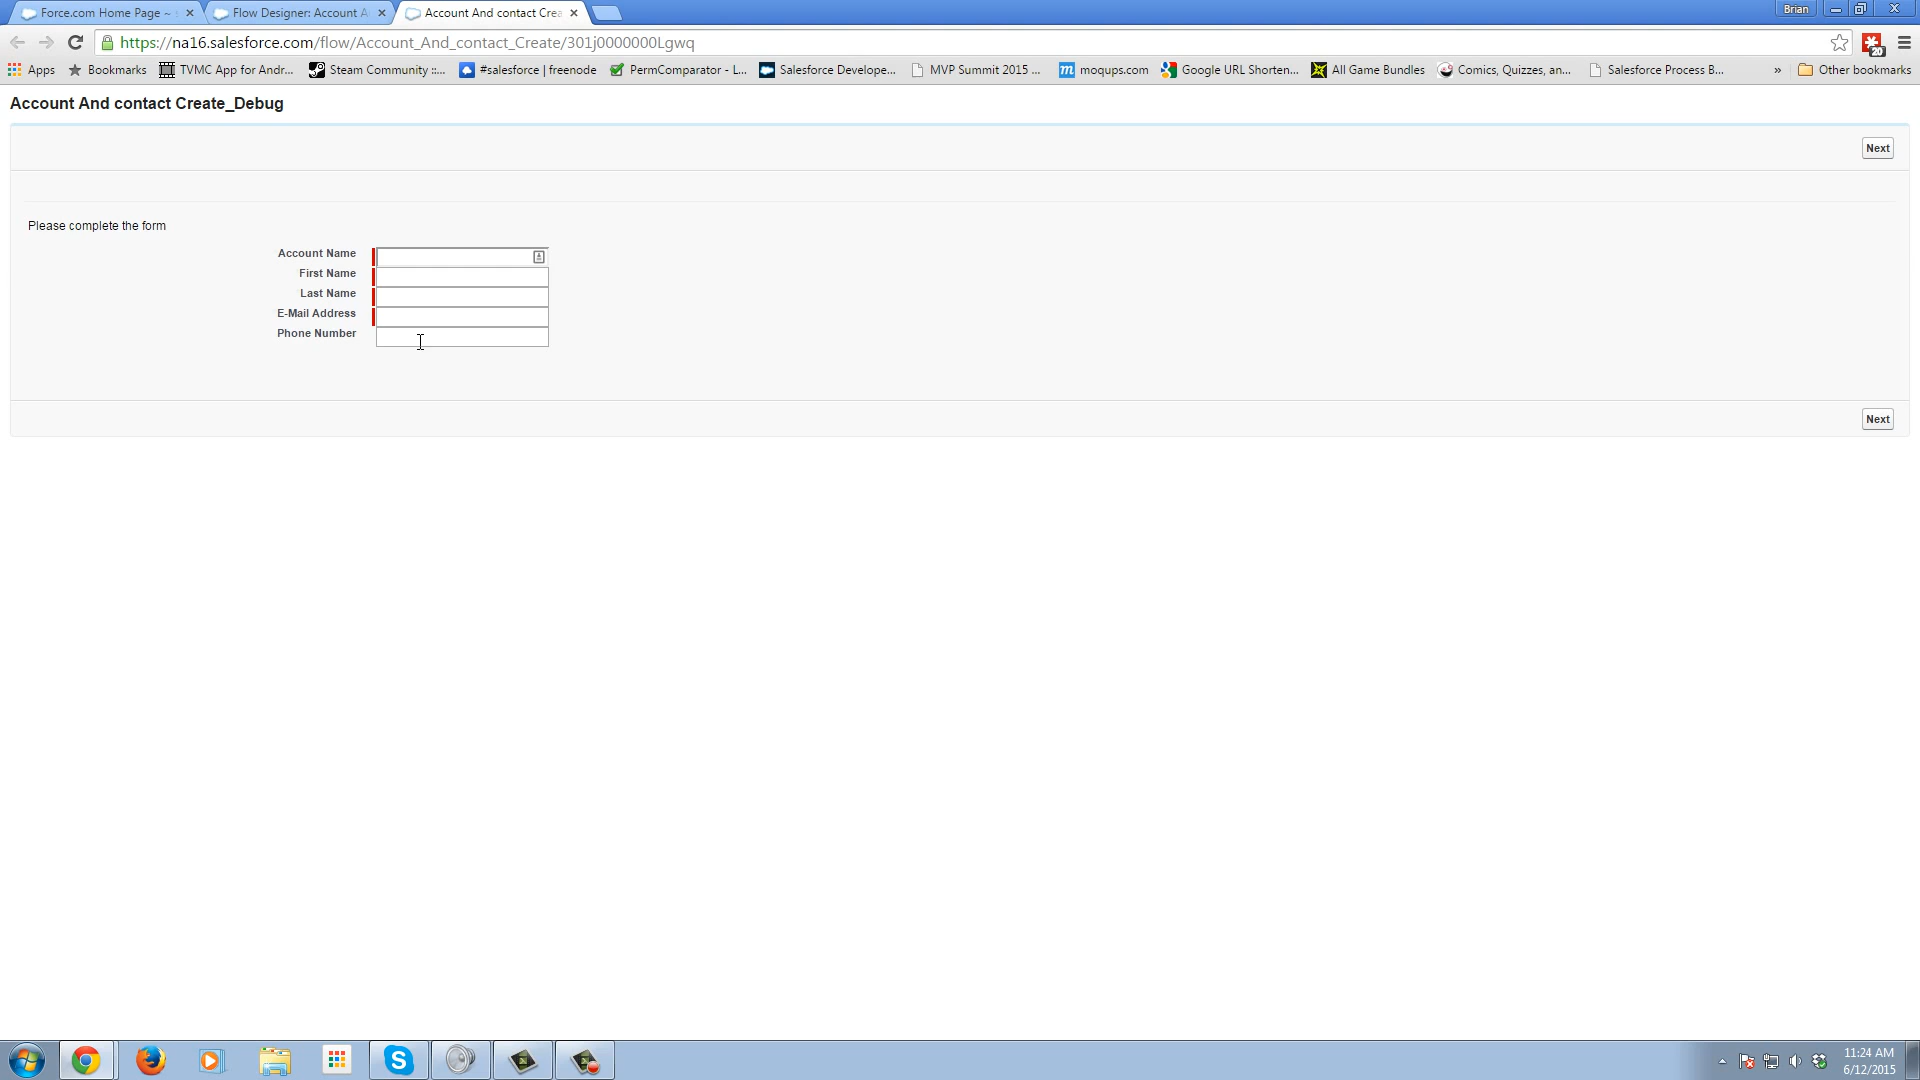 Force.com Home Page ~
Flow Designer: Account A
Account And contact Crea
Brian
https://na16.salesforce.com/flow/Account_And_contact_Create/301j0000000Lgwq
20
Apps
Bookmarks
TVMC App for Andr...
Steam Community ::...
#salesforce | freenode
PermComparator - L...
Salesforce Develope...
MVP Summit 2015 ...
moqups.com
Google URL Shorten...
All Game Bundles
Comics, Quizzes, an...
Salesforce Process B...
»
Other bookmarks
Account And contact Create_Debug
Next
Please complete the form
Account Name
First Name
Last Name
E-Mail Address
Phone Number
Next
11:24 AM
6/12/2015